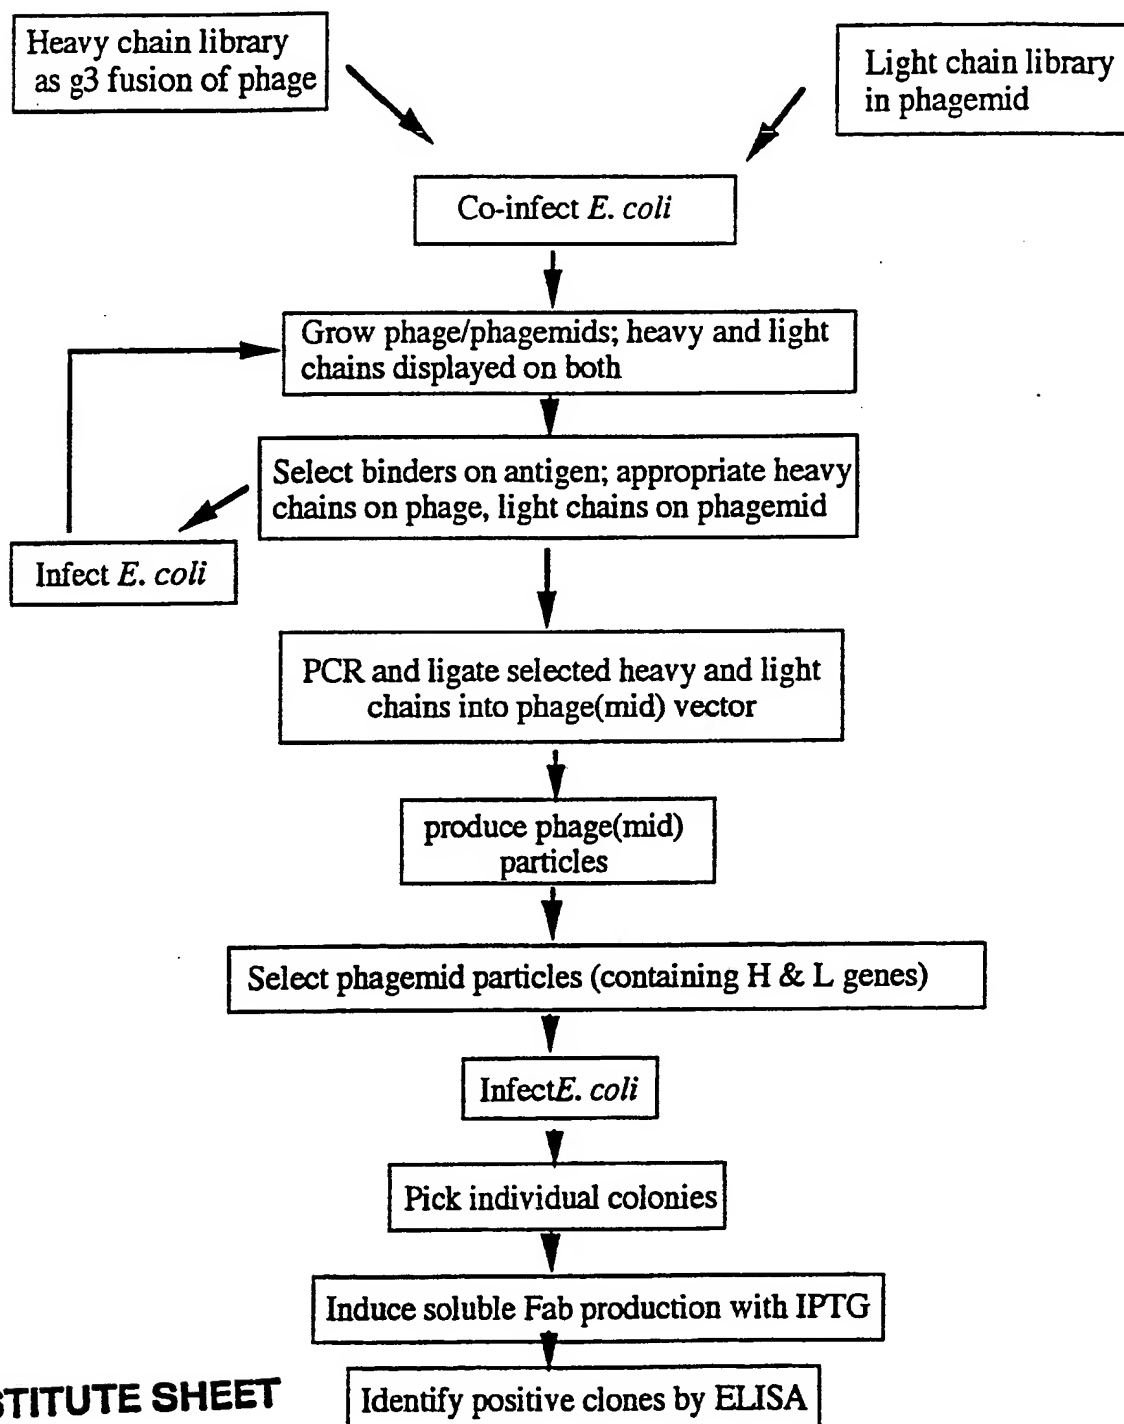 Heavy chain library
as g3 fusion of phage
Light chain library
in phagemid
Co-infect E. coli
Grow phage/phagemids; heavy and light
chains displayed on both
Select binders on antigen; appropriate heavy
chains on phage, light chains on phagemid
Infect E. coli
PCR and ligate selected heavy and light
chains into phage(mid) vector
produce phage(mid)
particles
Select phagemid particles (containing H & L genes)
InfectE. coli
Pick individual colonies
Induce soluble Fab production with IPTG
STITUTE SHEET
Identify positive clones by ELISA